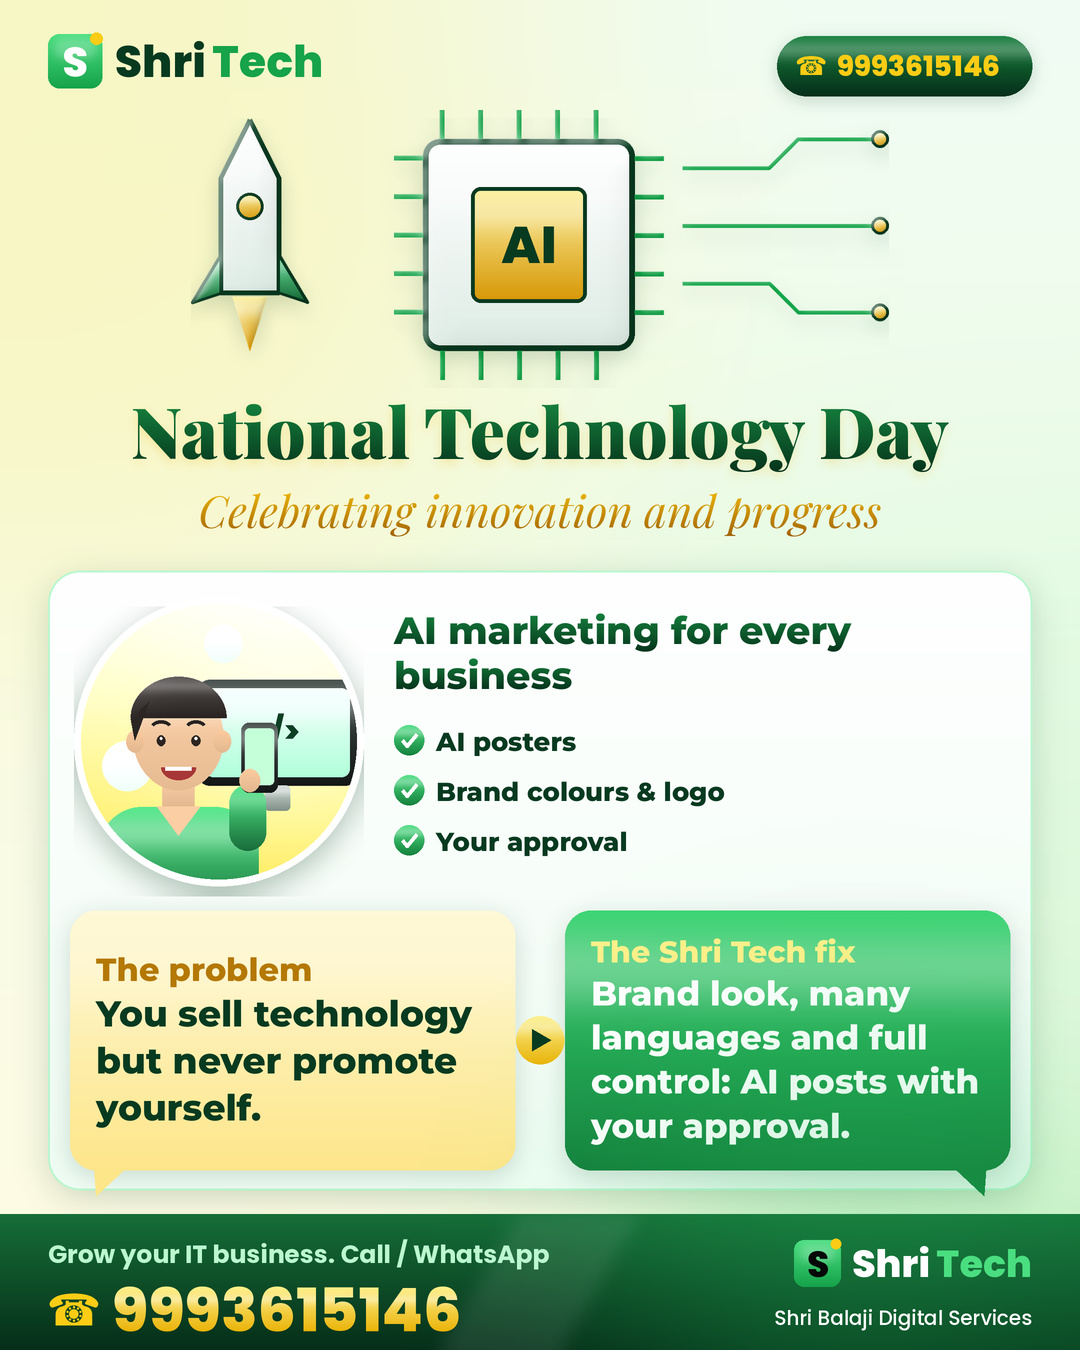 S Shri Tech
☎ 9993615146
AI
National Technology Day
Celebrating innovation and progress
/>
AI marketing for every
business
AI posters
Brand colours & logo
Your approval
The problem
You sell technology
but never promote
yourself.
The Shri Tech fix
Brand look, many
languages and full
control: AI posts with
your approval.
Grow your IT business. Call / WhatsApp
☎ 9993615146
S Shri Tech
Shri Balaji Digital Services